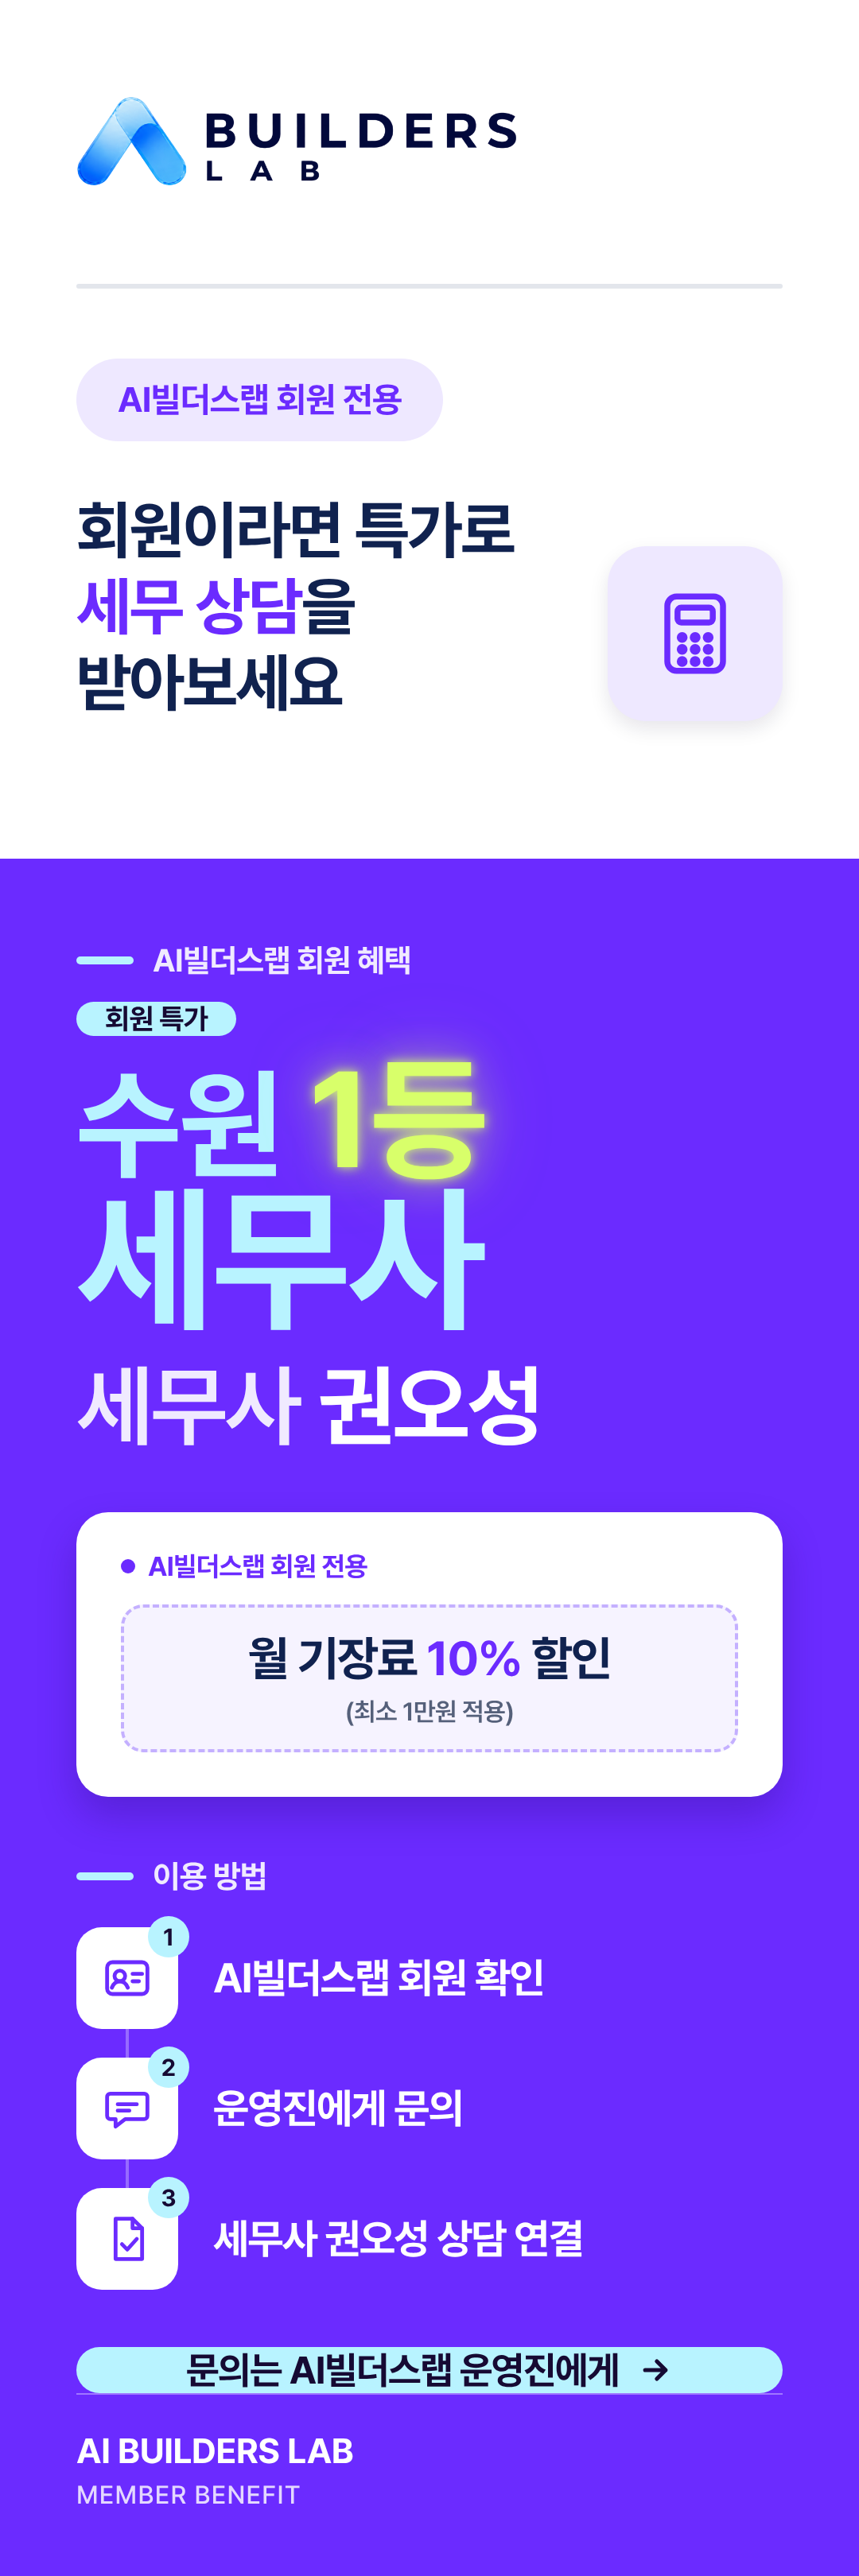 BUILDERS
LAB
AI빌더스랩 회원 전용
회원이라면 특가로
세무 상담을
받아보세요
AI빌더스랩 회원 혜택
회원 특가
수원 1등
세무사
세무사 권오성
AI빌더스랩 회원 전용
월 기장료 10% 할인
(최소 1만원 적용)
이용 방법
1
AI빌더스랩 회원 확인
2
운영진에게 문의
3
세무사 권오성 상담 연결
문의는 AI빌더스랩 운영진에게 →
AI BUILDERS LAB
MEMBER BENEFIT